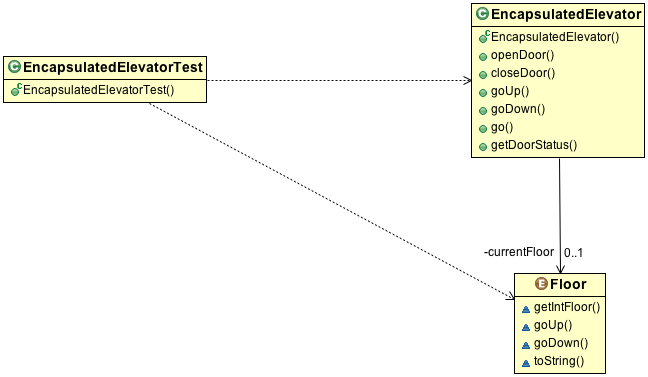 EncapsulatedElevatorTest
EncapsulatedElevatorTest()
EncapsulatedElevator
EncapsulatedElevator()
openDoor()
closeDoor()
goUp()
goDown()
go()
getDoorStatus()
-currentFloor 0..1
Floor
getIntFloor()
goUp()
goDown()
toString()